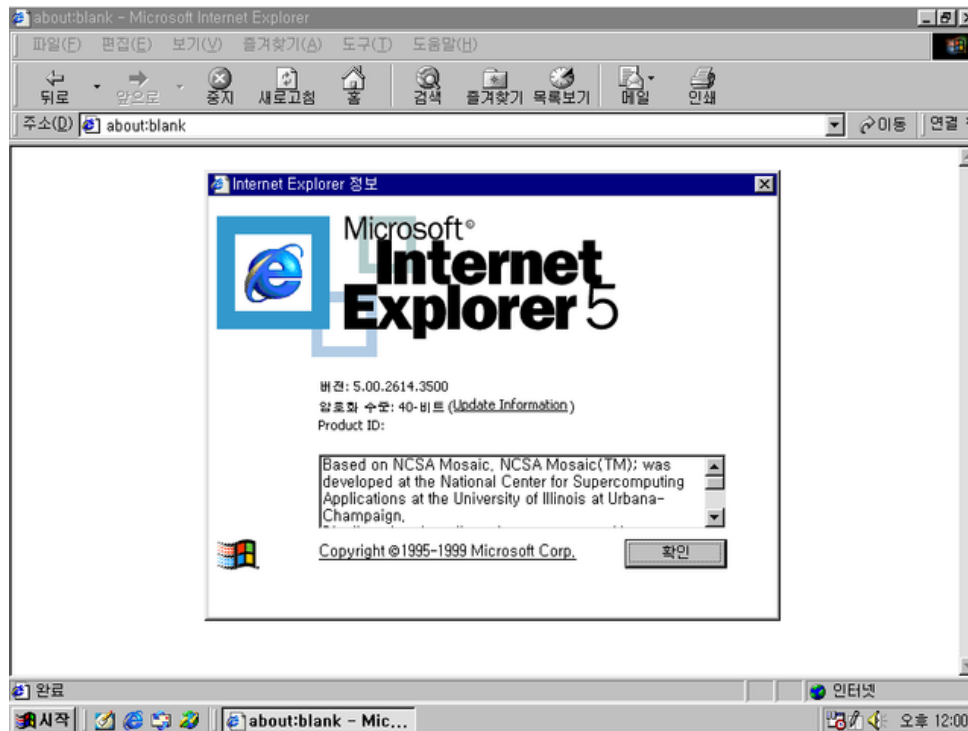 about:blank - Microsoft Internet Explorer
파일(F) 편집(E) 보기(V) 즐겨찾기(A) 도구(T) 도움말(H)
뒤로 앞으로 중지 새로고침 홈 검색 즐겨찾기 목록보기 메일 인쇄
주소(D) about:blank 이동 연결
Internet Explorer 정보
Microsoft®
Internet
Explorer 5
버전: 5.00.2614.3500
암호화 수준: 40-비트 (Update Information)
Product ID:
Based on NCSA Mosaic. NCSA Mosaic(TM); was
developed at the National Center for Supercomputing
Applications at the University of Illinois at Urbana-
Champaign.
Copyright ©1995-1999 Microsoft Corp.
확인
완료
인터넷
시작 about:blank - Mic...
오후 12:00